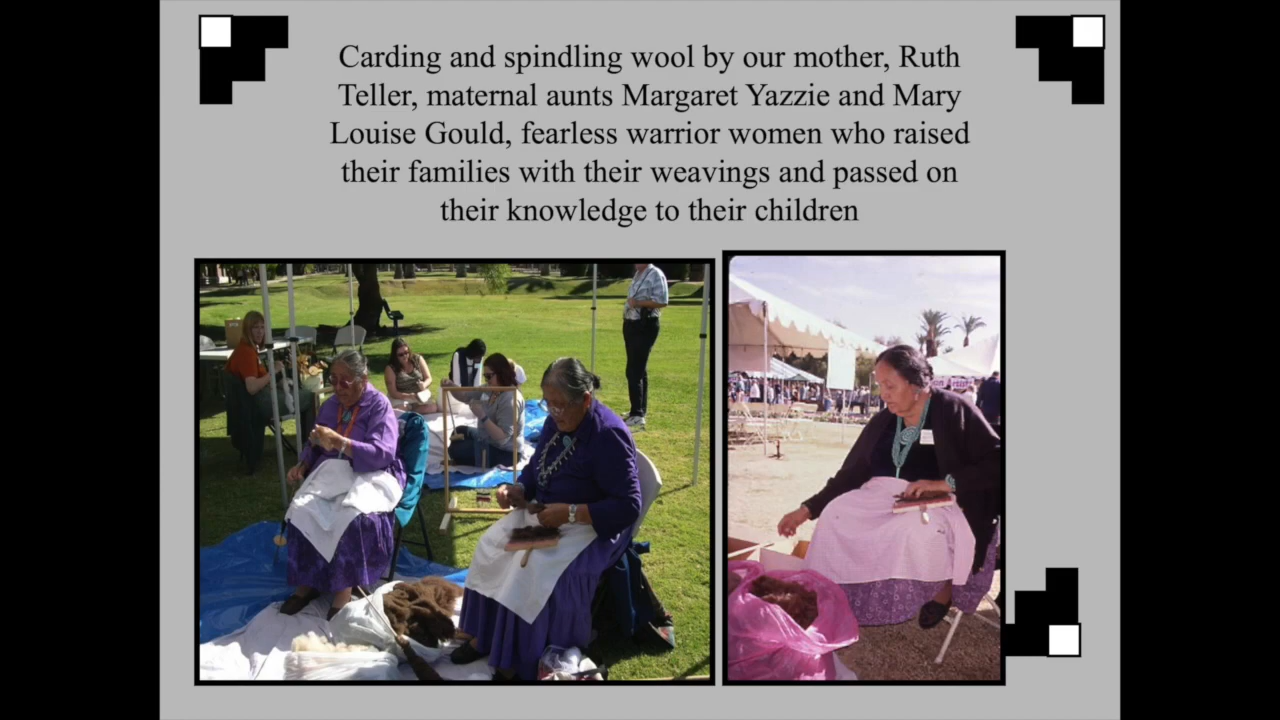 Carding and spindling wool by our mother, Ruth
Teller, maternal aunts Margaret Yazzie and Mary
Louise Gould, fearless warrior women who raised
their families with their weavings and passed on
their knowledge to their children